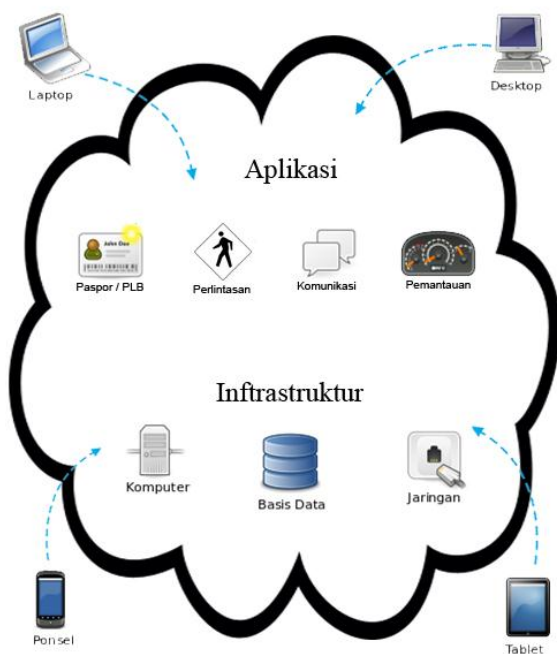 Laptop
Desktop
Aplikasi
John Doe
Paspor / PLB
Perlintasan
Komunikasi
Pemantauan
Inftrastruktur
Komputer
Basis Data
Jaringan
Ponsel
Tablet